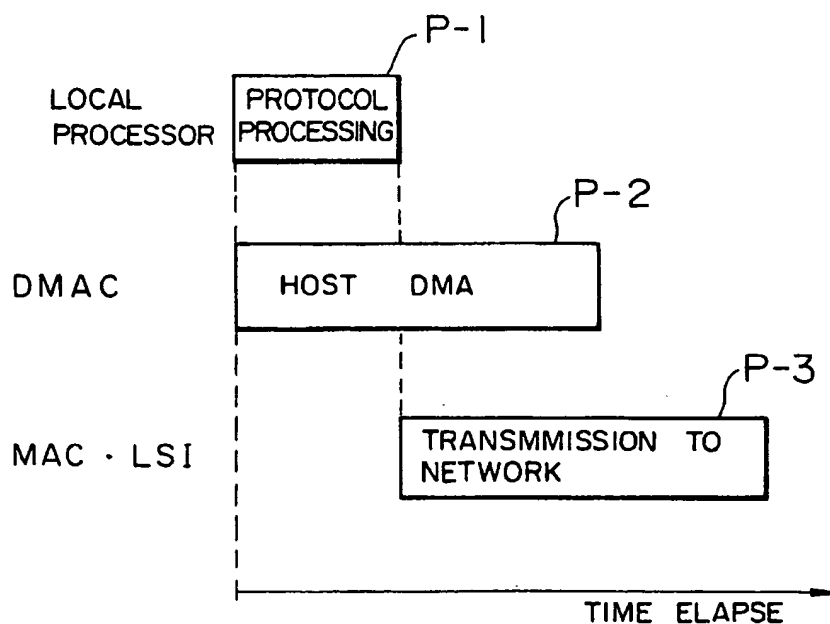 P-1
LOCAL
PROCESSOR
PROTOCOL
PROCESSING
P-2
DMAC
HOST DMA
P-3
MAC · LSI
TRANSMMISSION TO
NETWORK
TIME ELAPSE